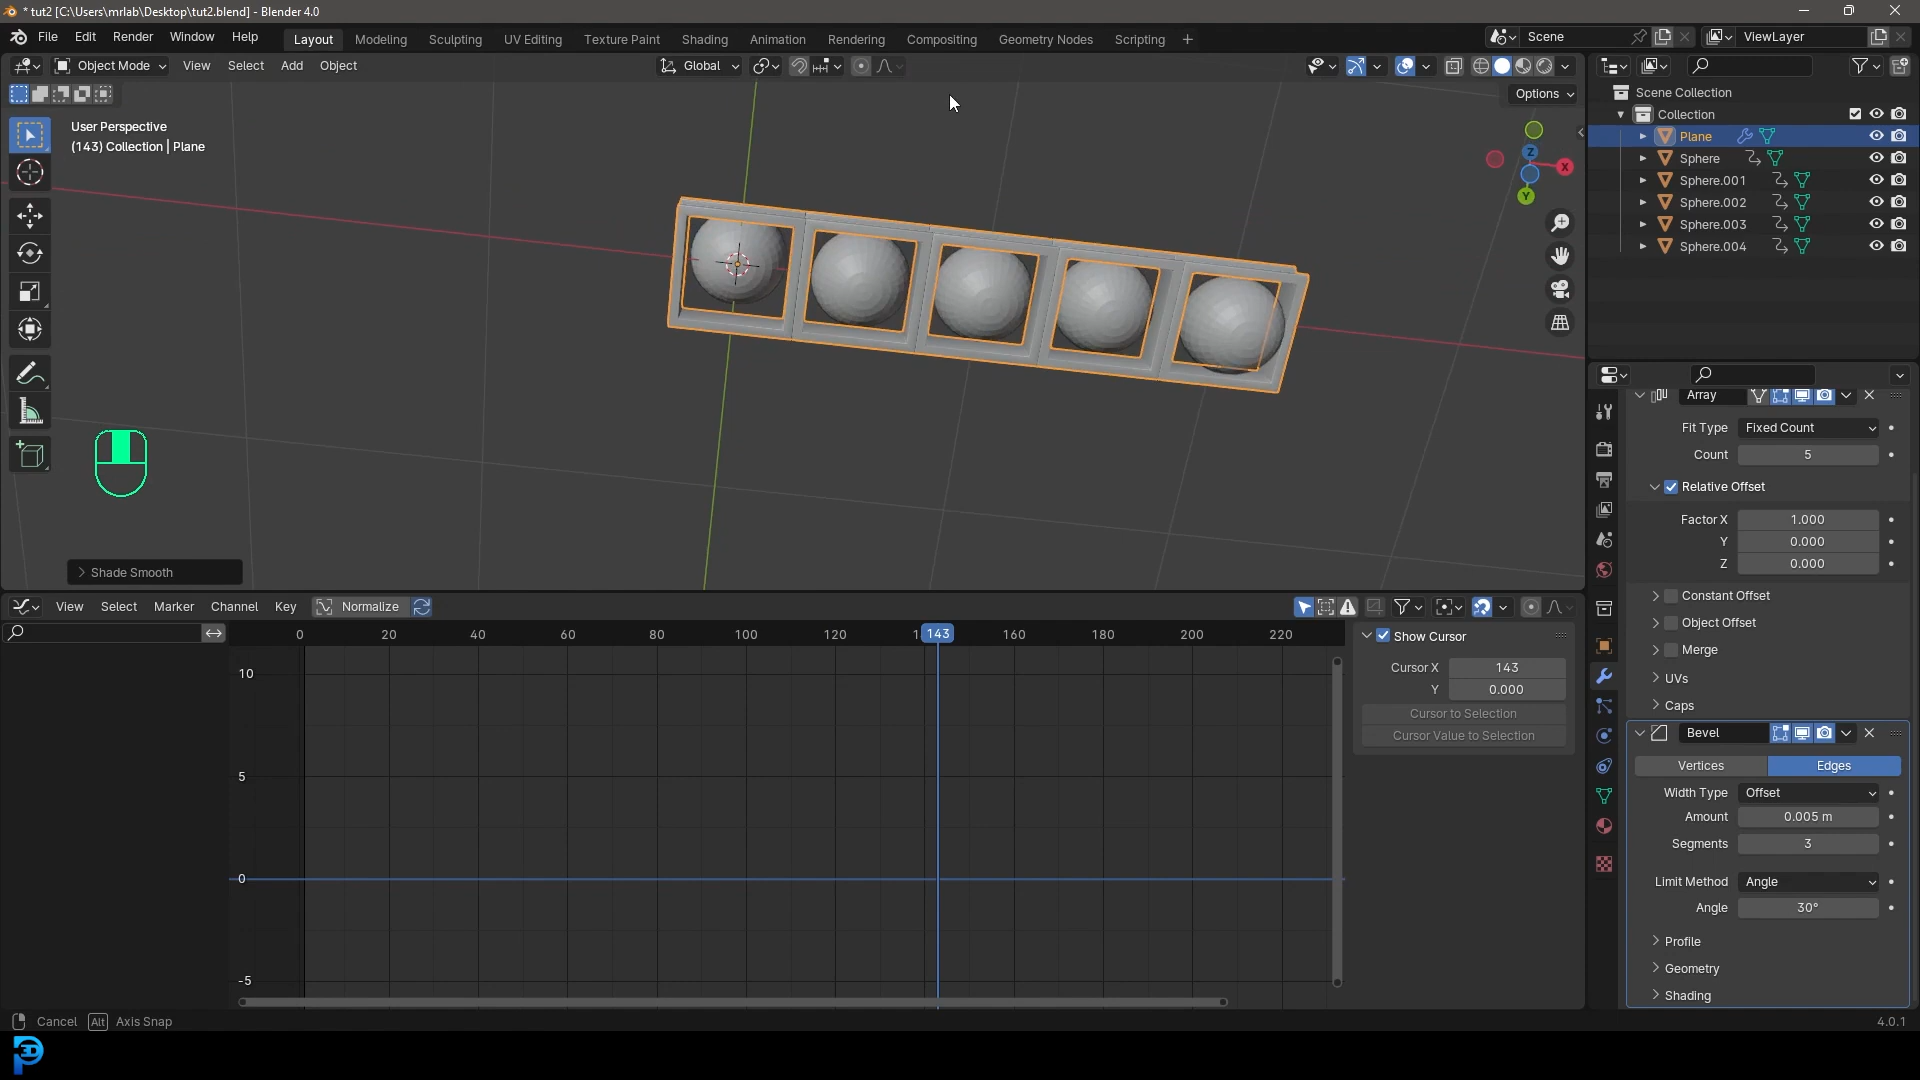 * tut2 [C:\Users\mrlab\Desktop\tut2.blend] - Blender 4.0
File Edit Render Window Help
Layout Modeling Sculpting UV Editing Texture Paint Shading Animation Rendering Compositing Geometry Nodes Scripting +
Scene ViewLayer
Object Mode View Select Add Object Global
Options
User Perspective
(143) Collection | Plane
Z
X
Y
Shade Smooth
Scene Collection
Collection
Plane
Sphere
Sphere.001
Sphere.002
Sphere.003
Sphere.004
Array
Fit Type Fixed Count
Count 5
Relative Offset
Factor X 1.000
Y 0.000
Z 0.000
Constant Offset
Object Offset
Merge
UVs
Caps
Bevel
Vertices Edges
Width Type Offset
Amount 0.005 m
Segments 3
Limit Method Angle
Angle 30°
Profile
Geometry
Shading
View Select Marker Channel Key Normalize
0 20 40 60 80 100 120 143 160 180 200 220
10
5
0
-5
Show Cursor
Cursor X 143
Y 0.000
Cursor to Selection
Cursor Value to Selection
Cancel Alt Axis Snap
4.0.1
3D